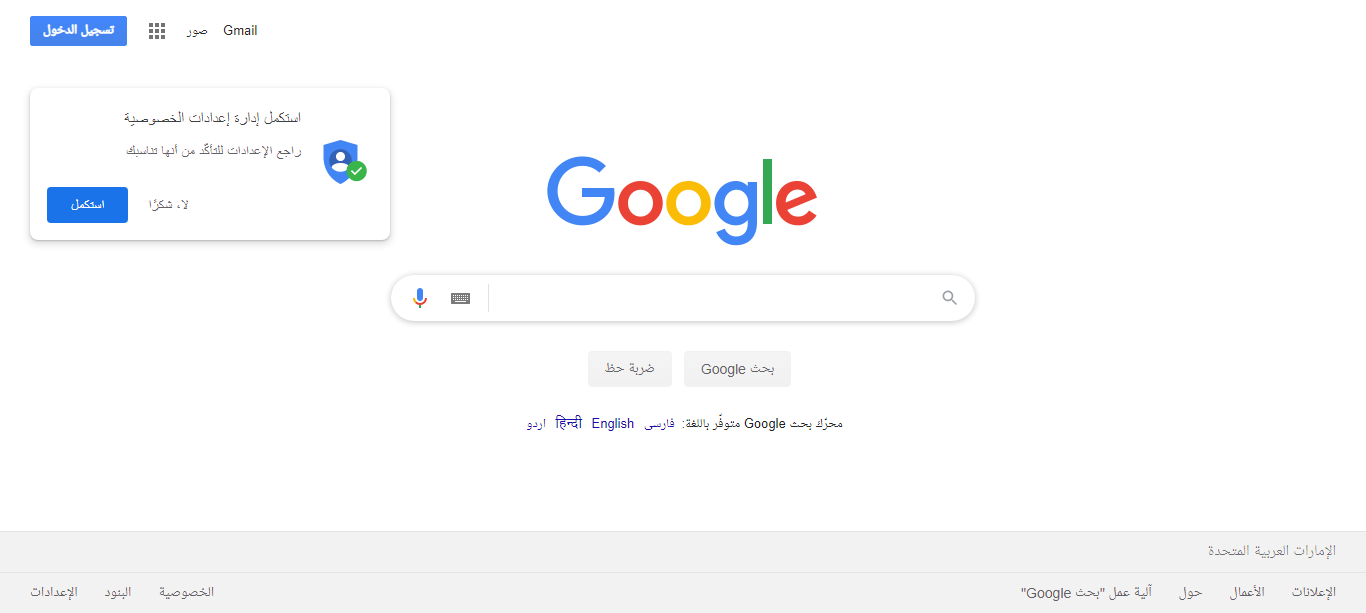 Gmail
صور
تسجيل الدخول
استكمل إدارة إعدادات الخصوصية
راجع الإعدادات للتأكّد من أنها تناسبك
لا، شكرًا
استكمل
Google
بحث Google
ضربة حظ
محرّك بحث Google متوفّر باللغة: فارسی English हिन्दी اردو
الإمارات العربية المتحدة
الإعلانات الأعمال حول آلية عمل "بحث Google"
الخصوصية البنود الإعدادات